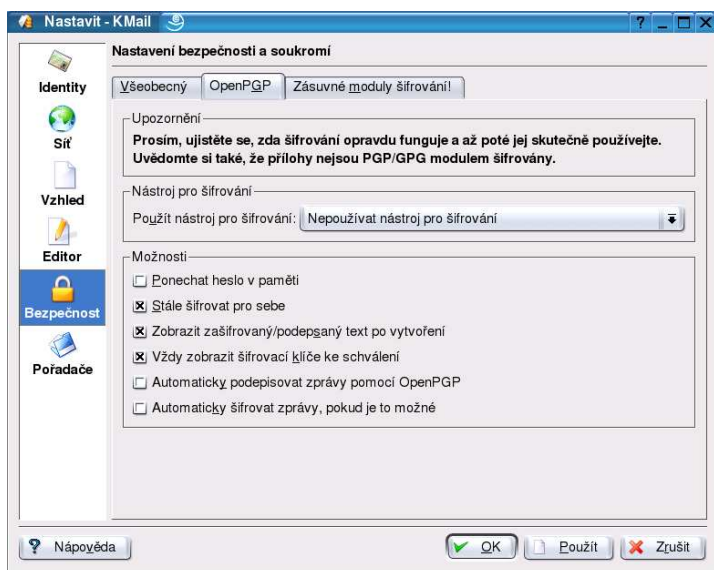 Nastavit - KMail
Identity
Síť
Vzhled
Editor
Bezpečnost
Pořadače
Nastavení bezpečnosti a soukromí
Všeobecný
OpenPGP
Zásuvné moduly šifrování!
Upozornění
Prosím, ujistěte se, zda šifrování opravdu funguje a až poté jej skutečně používejte.
Uvědomte si také, že přílohy nejsou PGP/GPG modulem šifrovány.
Nástroj pro šifrování
Použít nástroj pro šifrování: Nepoužívat nástroj pro šifrování
Možnosti
Ponechat heslo v paměti
Stále šifrovat pro sebe
Zobrazit zašifrovaný/podepsaný text po vytvoření
Vždy zobrazit šifrovací klíče ke schválení
Automaticky podepisovat zprávy pomocí OpenPGP
Automaticky šifrovat zprávy, pokud je to možné
Nápověda
OK
Použít
Zrušit